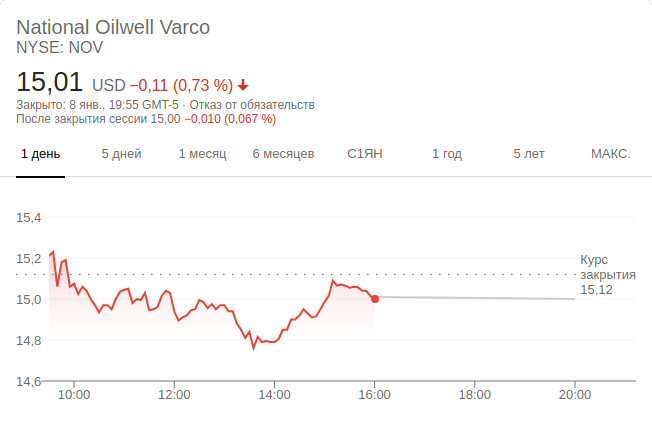 National Oilwell Varco
NYSE: NOV
15,01 USD −0,11 (0,73 %)
Закрыто: 8 янв., 19:55 GMT-5 · Отказ от обязательств
После закрытия сессии 15,00 −0,010 (0,067 %)
1 день 5 дней 1 месяц 6 месяцев С1ЯН 1 год 5 лет МАКС.
15,4
15,2
15,0
14,8
14,6
Курс
закрытия
15,12
10:00 12:00 14:00 16:00 18:00 20:00